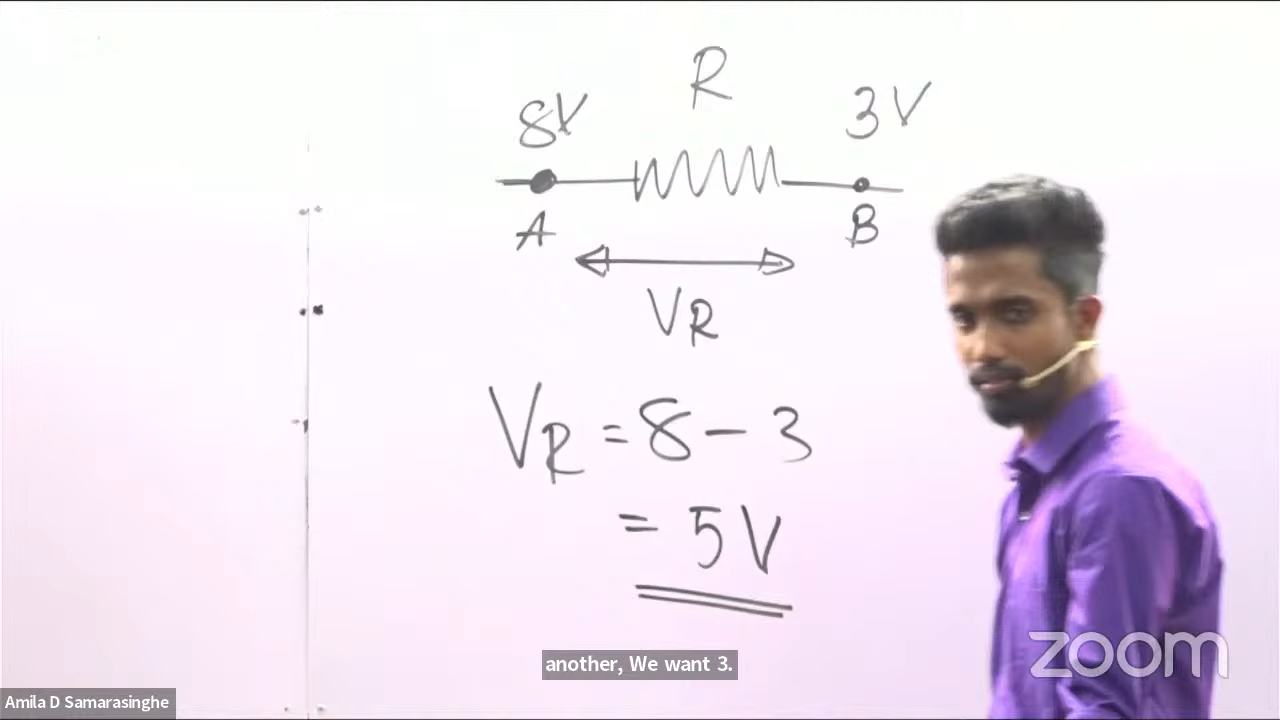 R
8V 3V
A B
VR
VR = 8 - 3
= 5V
another, We want 3.
zoom
Amila D Samarasinghe